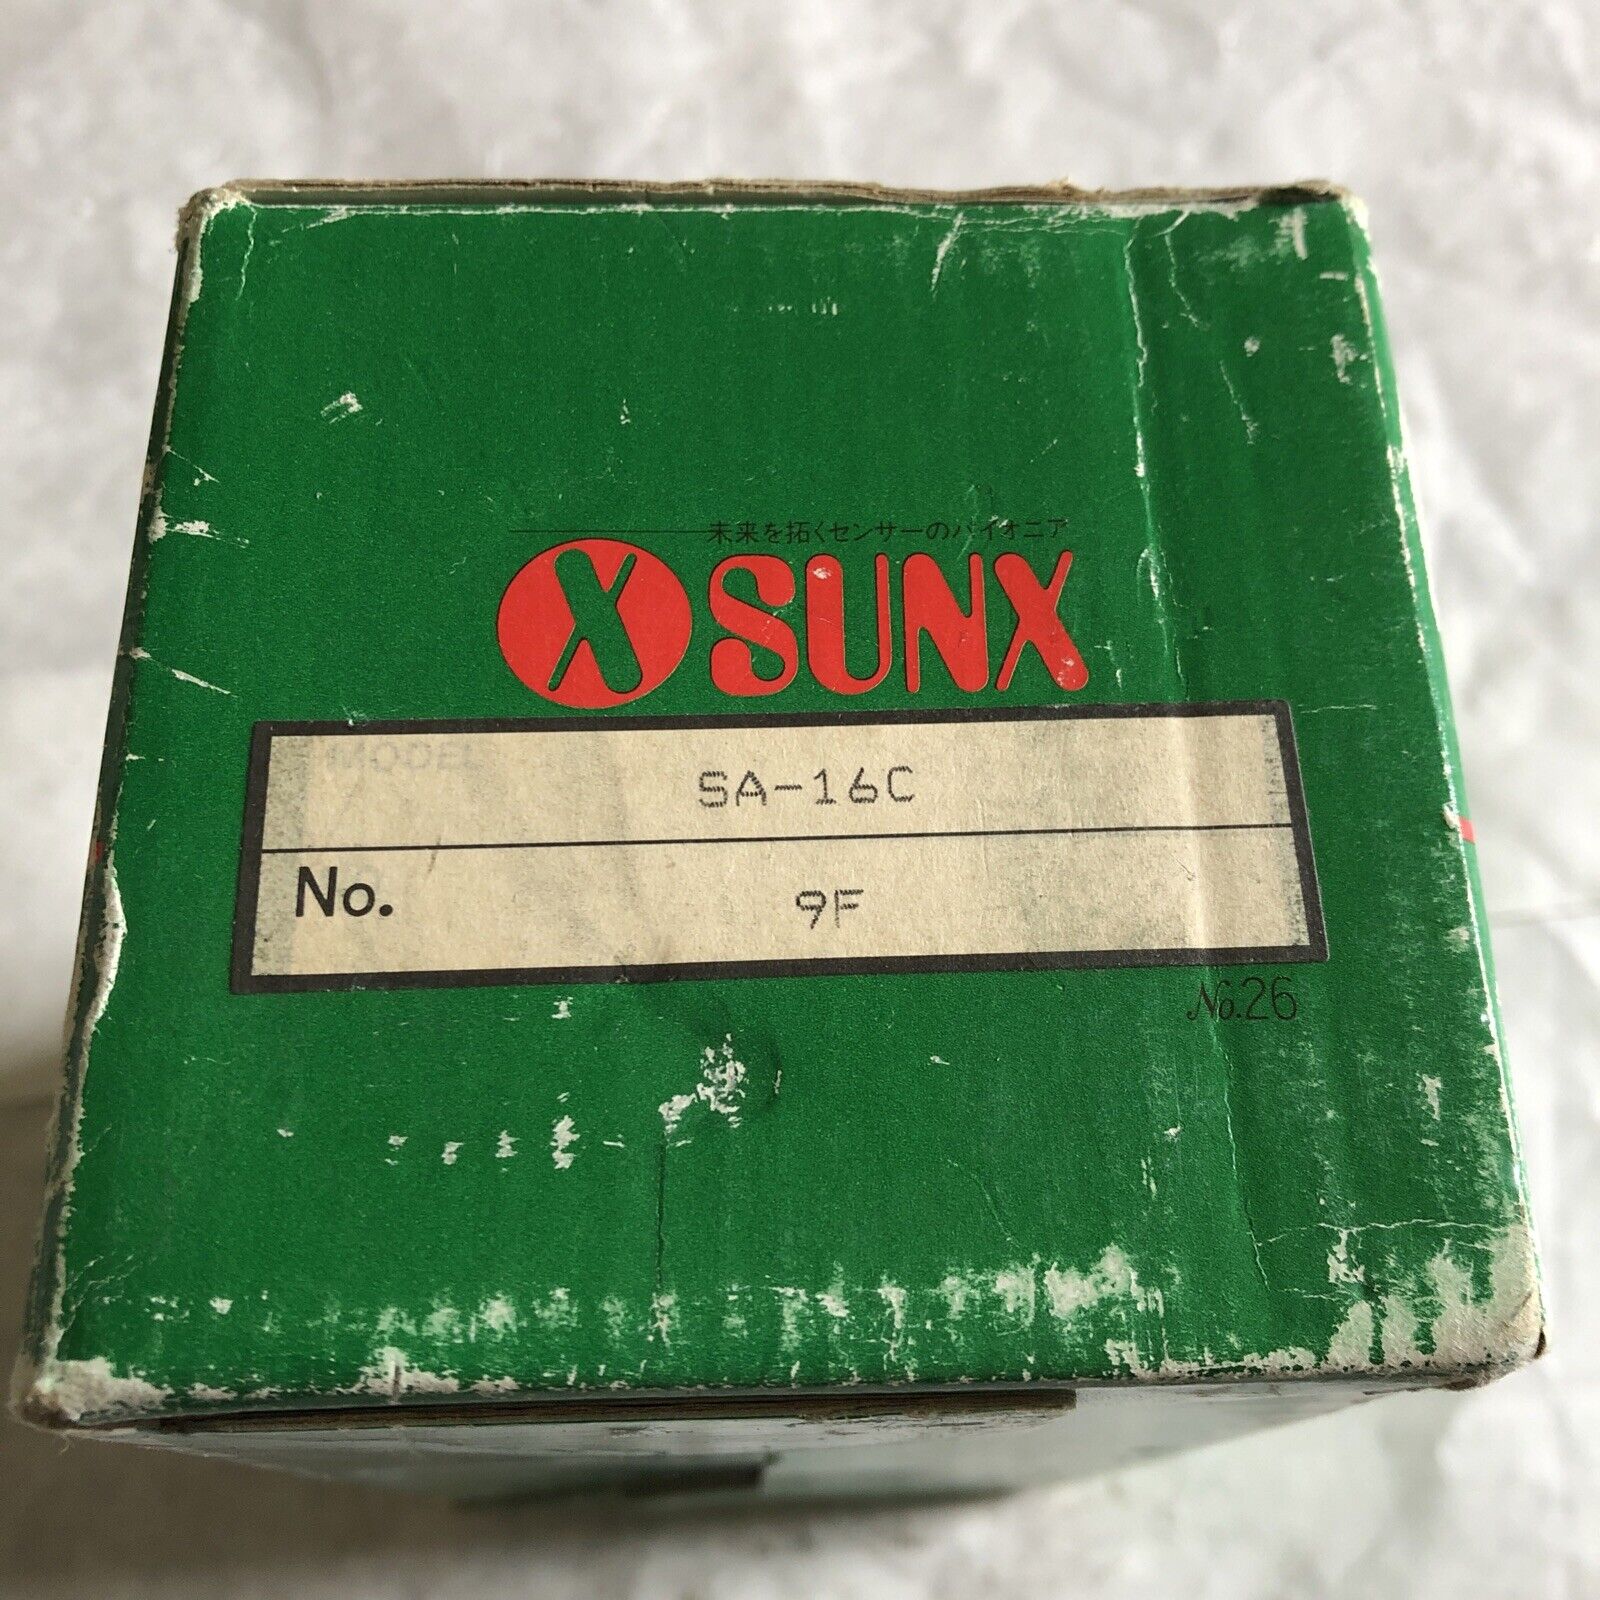 未来を拓くセンサーのパイオニア
X SUNX
MODEL SA-16C
No. 9F
No.26